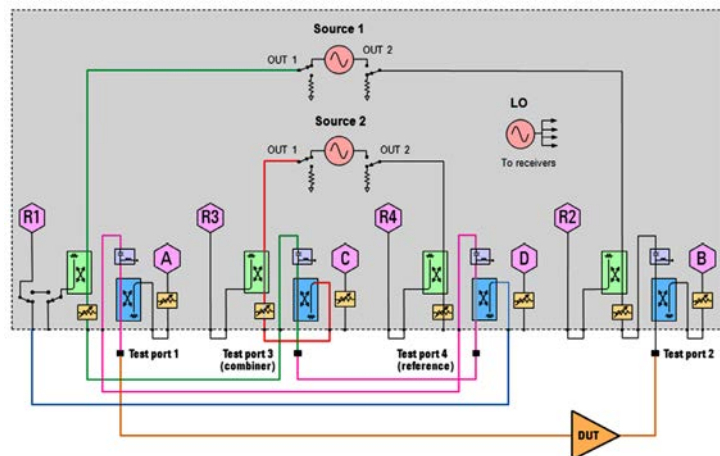 Source 1
OUT 1
OUT 2
LO
To receivers
Source 2
OUT 1
OUT 2
R1
A
R3
C
R4
D
R2
B
Test port 1
Test port 3
(combiner)
Test port 4
(reference)
Test port 2
DUT